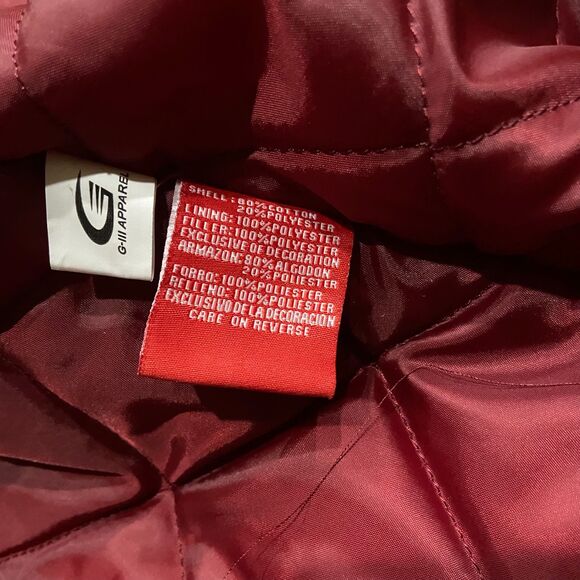 G-III APPAREL
SHELL: 80%COTTON
20%POLYESTER
LINING:100%POLYESTER
FILLER:100%POLYESTER
EXCLUSIVE OF DECORATION
ARMAZON: 80%ALGODON
20%POLIESTER
FORRO:100%POLIESTER
RELLENO:100%POLIESTER
EXCLUSIVO DE LA DECORACION
CARE ON REVERSE